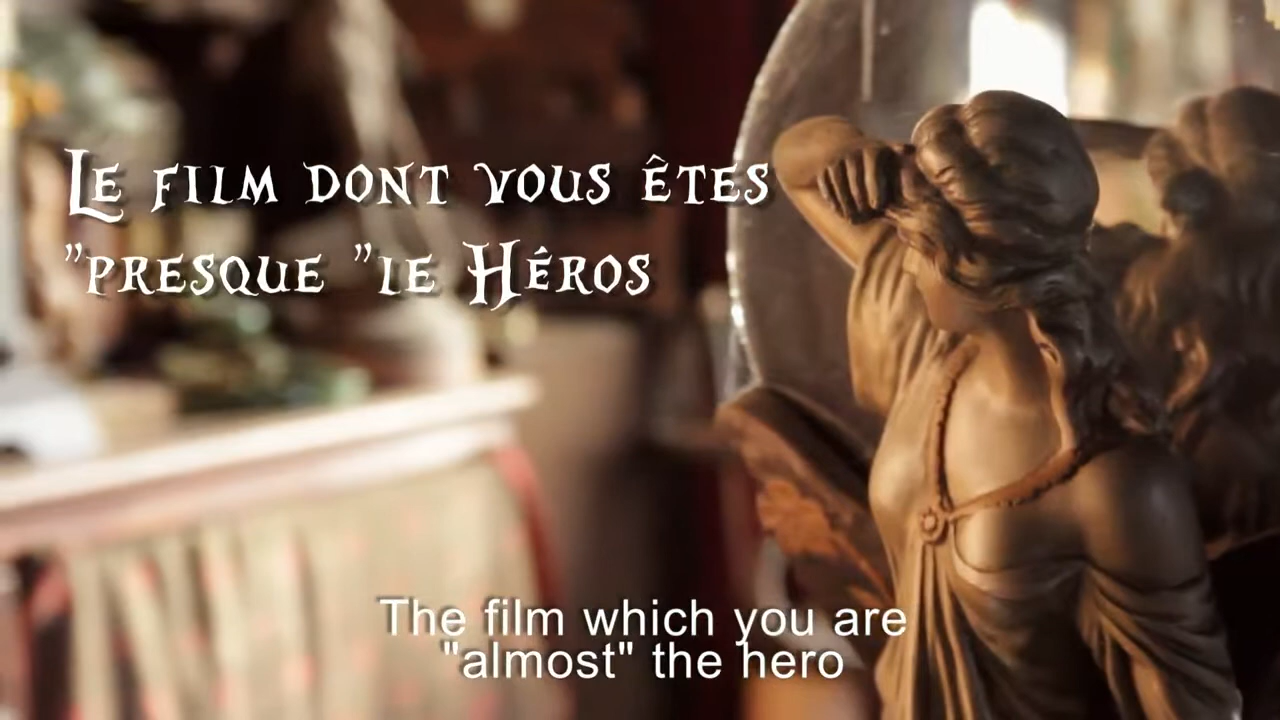 Le film dont vous êtes
"presque "le Héros
The film which you are
"almost" the hero